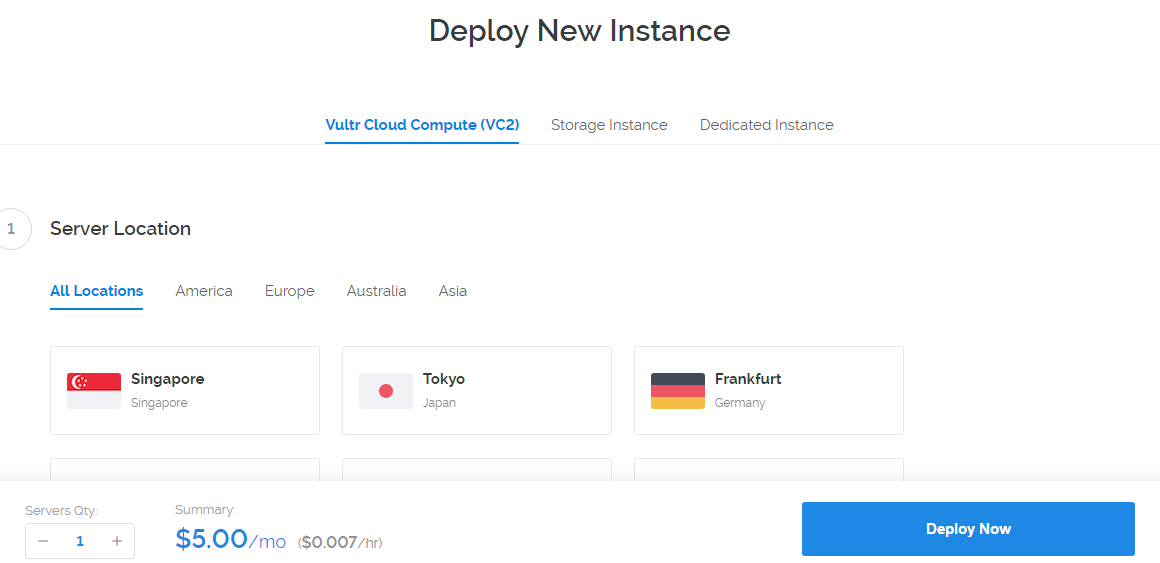 Deploy New Instance
Vultr Cloud Compute (VC2) Storage Instance Dedicated Instance
1 Server Location
All Locations America Europe Australia Asia
Singapore
Singapore
Tokyo
Japan
Frankfurt
Germany
Servers Qty:
− 1 +
Summary:
$5.00/mo ($0.007/hr)
Deploy Now